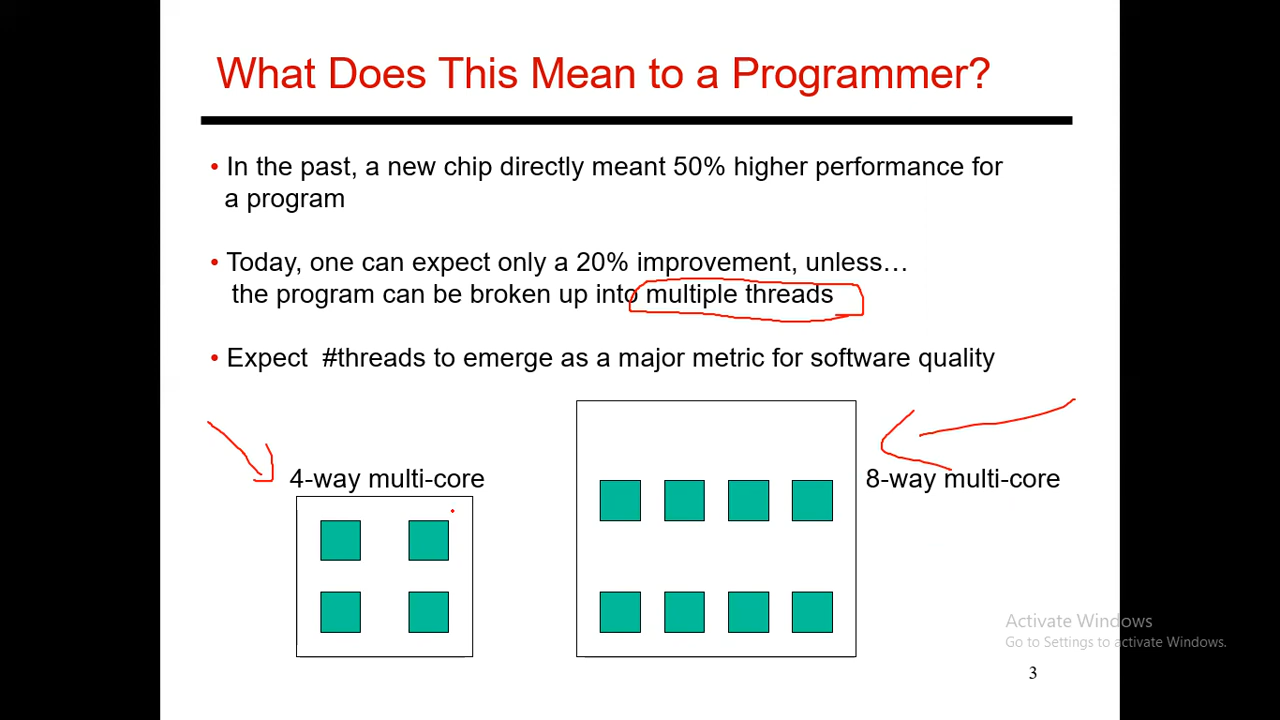 What Does This Mean to a Programmer?
• In the past, a new chip directly meant 50% higher performance for
a program
• Today, one can expect only a 20% improvement, unless…
the program can be broken up into multiple threads
• Expect #threads to emerge as a major metric for software quality
4-way multi-core
8-way multi-core
Activate Windows
Go to Settings to activate Windows.
3